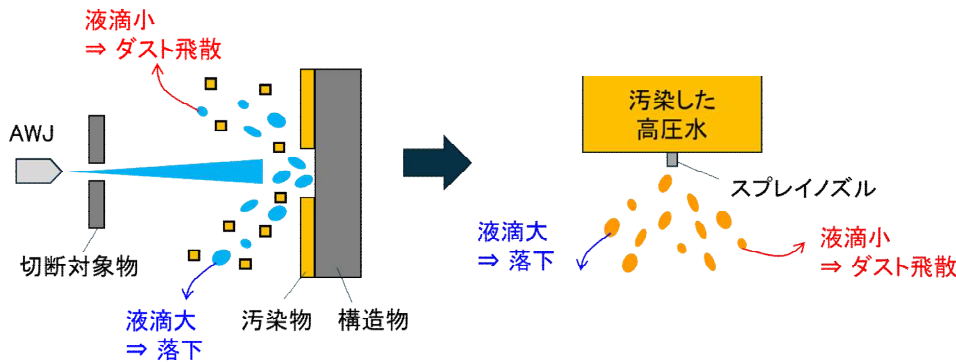 液滴小
⇒ ダスト飛散
AWJ
切断対象物
液滴大
⇒ 落下
汚染物
構造物
汚染した
高圧水
スプレイノズル
液滴大
⇒ 落下
液滴小
⇒ ダスト飛散